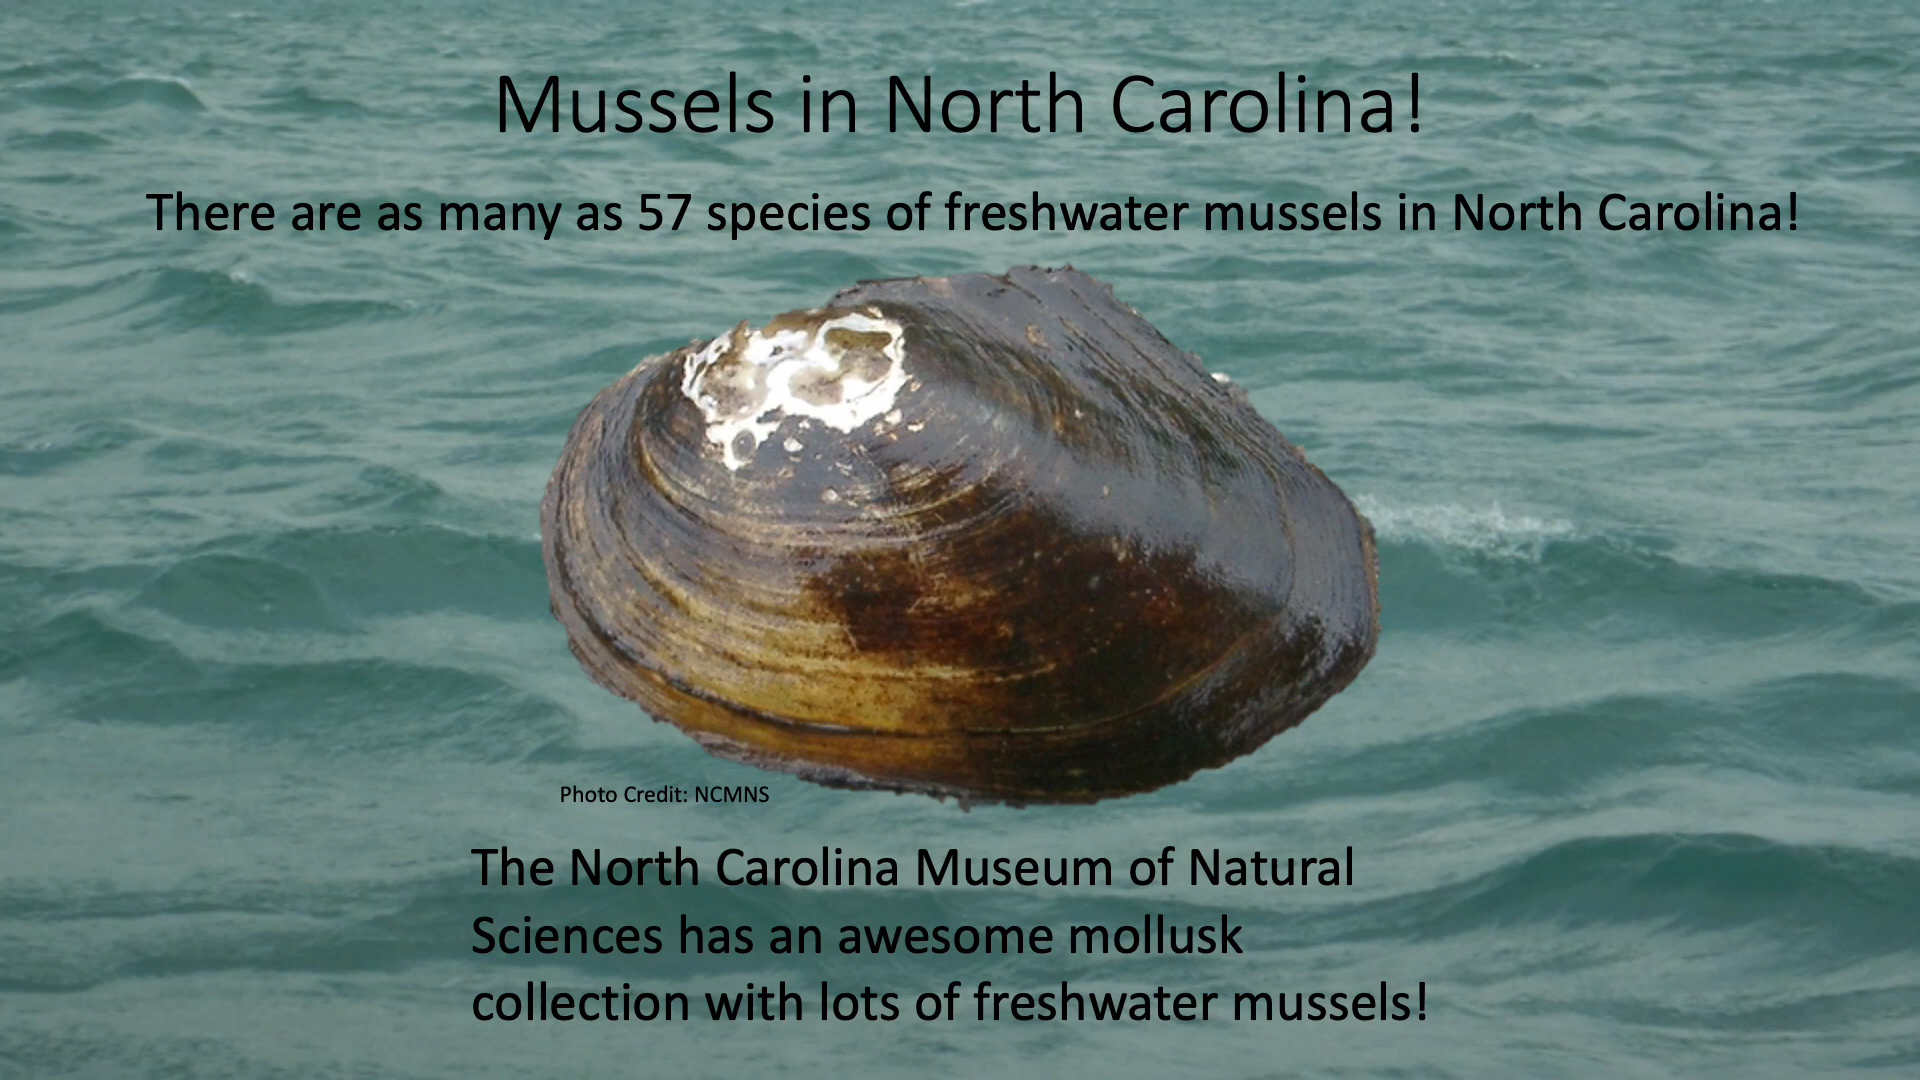 Mussels in North Carolina!
There are as many as 57 species of freshwater mussels in North Carolina!
Photo Credit: NCMNS
The North Carolina Museum of Natural
Sciences has an awesome mollusk
collection with lots of freshwater mussels!